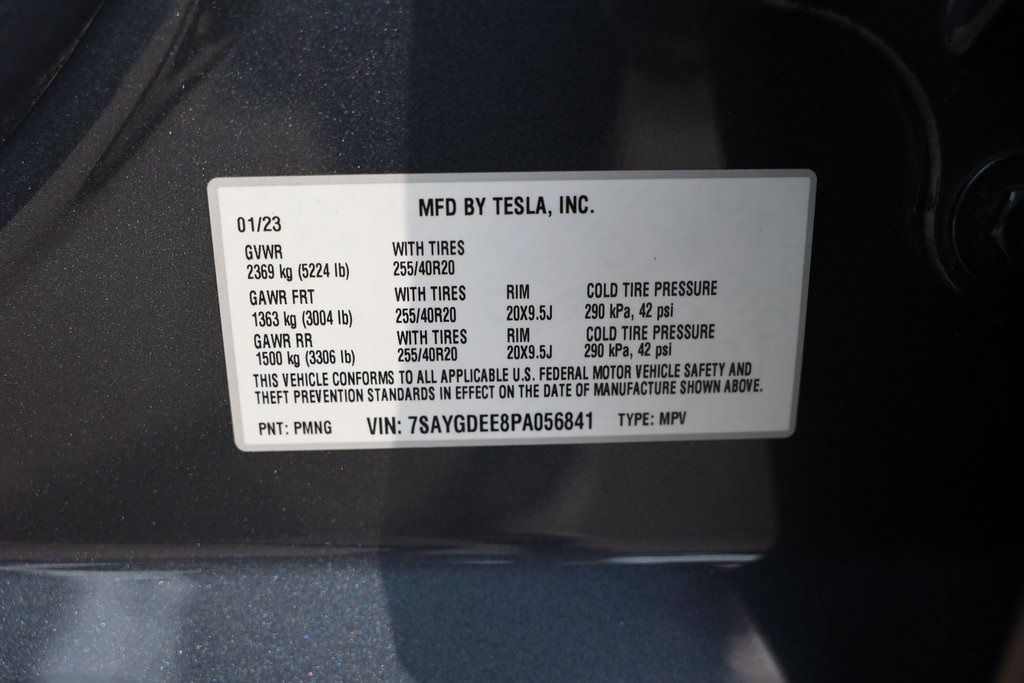 MFD BY TESLA, INC.
01/23
GVWR WITH TIRES
2369 kg (5224 lb) 255/40R20
GAWR FRT WITH TIRES RIM COLD TIRE PRESSURE
1363 kg (3004 lb) 255/40R20 20X9.5J 290 kPa, 42 psi
GAWR RR WITH TIRES RIM COLD TIRE PRESSURE
1500 kg (3306 lb) 255/40R20 20X9.5J 290 kPa, 42 psi
THIS VEHICLE CONFORMS TO ALL APPLICABLE U.S. FEDERAL MOTOR VEHICLE SAFETY AND
THEFT PREVENTION STANDARDS IN EFFECT ON THE DATE OF MANUFACTURE SHOWN ABOVE.
PNT: PMNG VIN: 7SAYGDEE8PA056841 TYPE: MPV